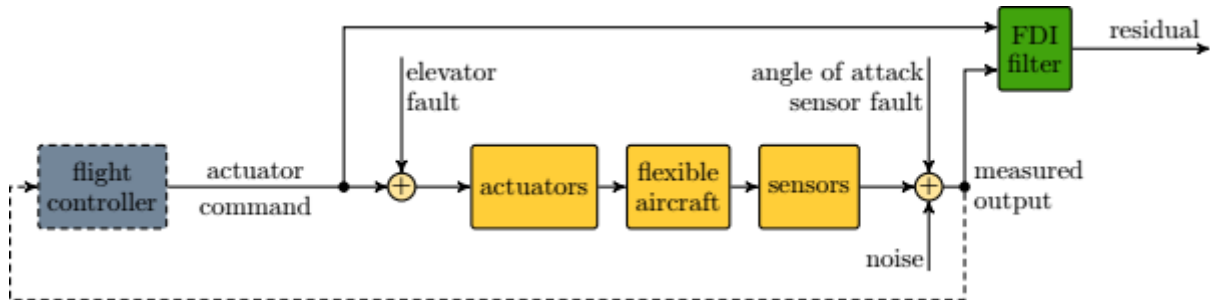 residual
FDI
filter
elevator
fault
angle of attack
sensor fault
flight
controller
actuator
command
+
actuators
flexible
aircraft
sensors
+
measured
output
noise